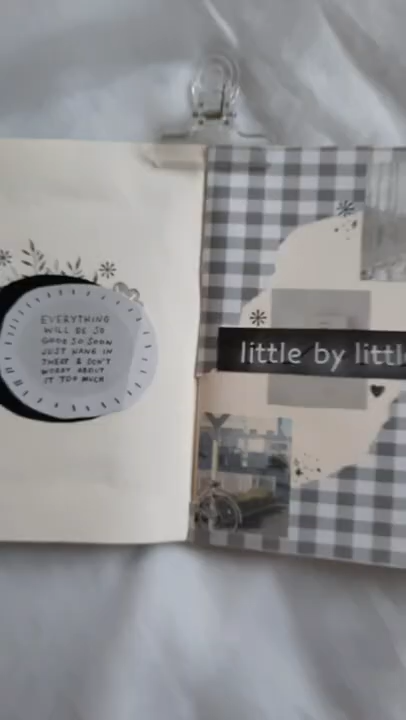 EVERYTHING
WILL BE SO
GOOD SO SOON
JUST HANG IN
THERE & DON'T
WORRY ABOUT
IT TOO MUCH
little by little